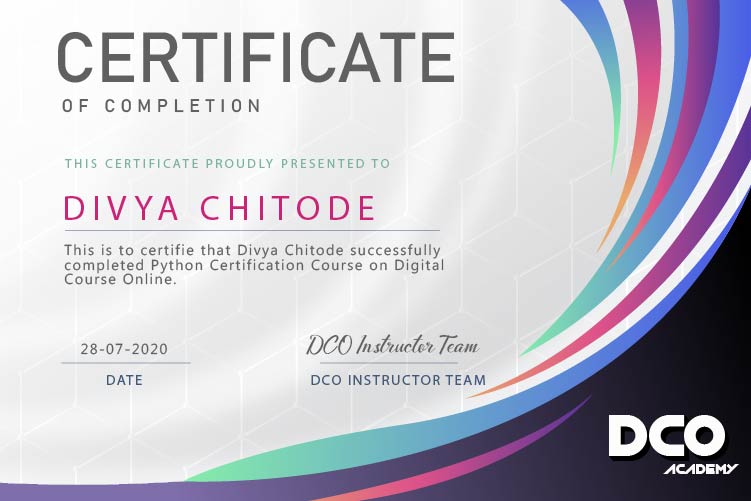 CERTIFICATE
OF COMPLETION
THIS CERTIFICATE PROUDLY PRESENTED TO
DIVYA CHITODE
This is to certifie that Divya Chitode successfully
completed Python Certification Course on Digital
Course Online.
28-07-2020
DATE
DCO Instructor Team
DCO INSTRUCTOR TEAM
DCO
ACADEMY